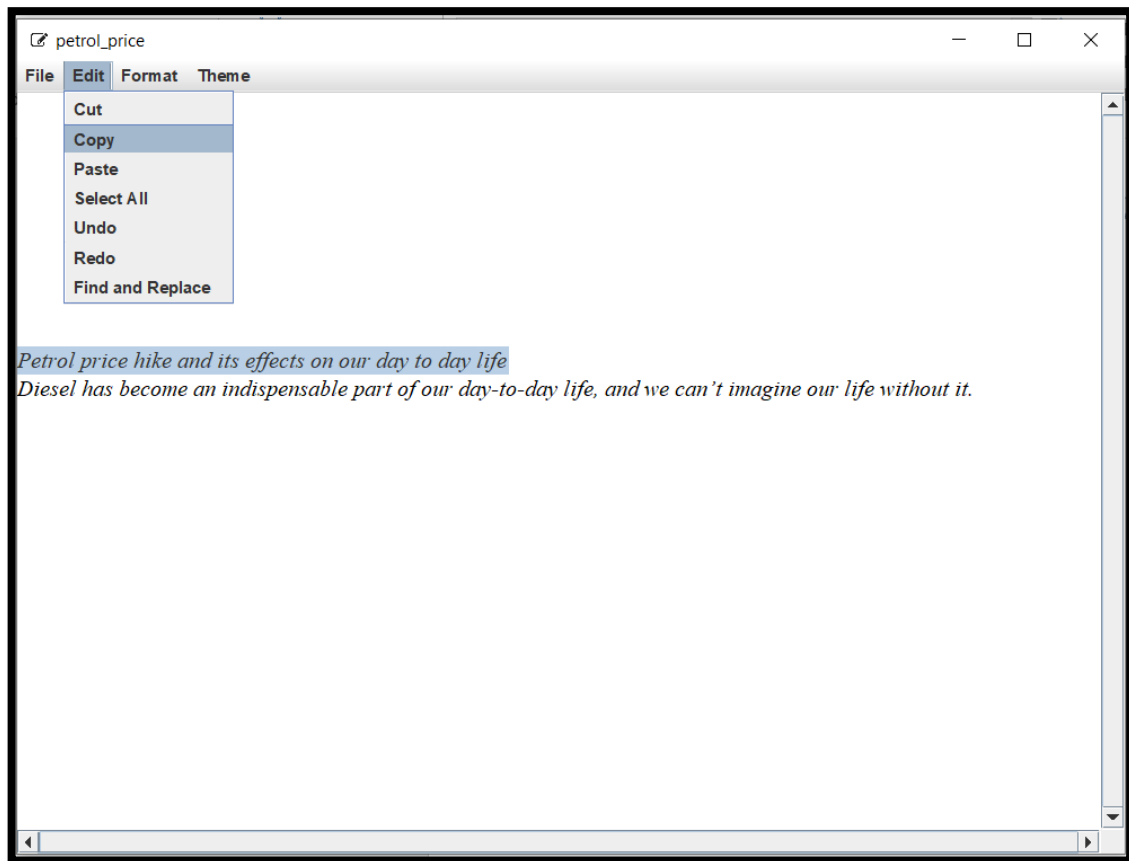 petrol_price
File Edit Format Theme
Cut
Copy
Paste
Select All
Undo
Redo
Find and Replace
Petrol price hike and its effects on our day to day life
Diesel has become an indispensable part of our day-to-day life, and we can’t imagine our life without it.